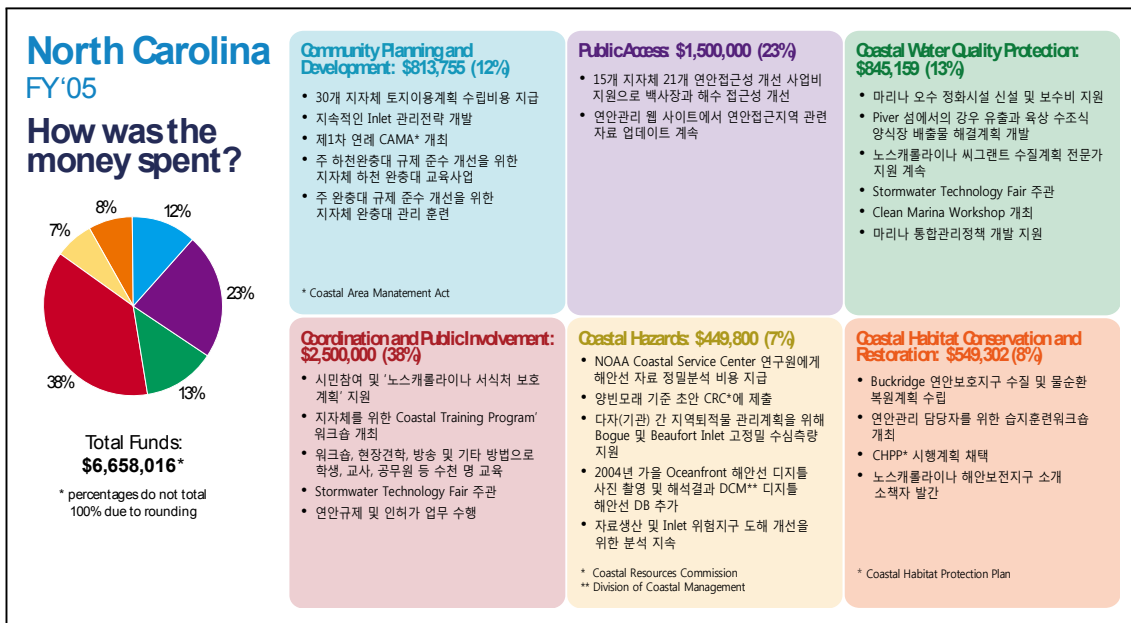 North Carolina
FY‘05
How was the
money spent?
8%
12%
7%
23%
38%
13%
Total Funds:
$6,658,016*
* percentages do not total
100% due to rounding
Community Planning and
Development: $813,755 (12%)
• 30개 지자체 토지이용계획 수립비용 지급
• 지속적인 Inlet 관리전략 개발
• 제1차 연례 CAMA* 개최
• 주 하천완충대 규제 준수 개선을 위한
지자체 하천 완충대 교육사업
• 주 완충대 규제 준수 개선을 위한
지자체 완충대 관리 훈련
* Coastal Area Manatement Act
Public Access: $1,500,000 (23%)
• 15개 지자체 21개 연안접근성 개선 사업비
지원으로 백사장과 해수 접근성 개선
• 연안관리 웹 사이트에서 연안접근지역 관련
자료 업데이트 계속
Coastal Water Quality Protection:
$845,159 (13%)
• 마리나 오수 정화시설 신설 및 보수비 지원
• Piver 섬에서의 강우 유출과 육상 수조식
양식장 배출물 해결계획 개발
• 노스캐롤라이나 씨그랜트 수질계획 전문가
지원 계속
• Stormwater Technology Fair 주관
• Clean Marina Workshop 개최
• 마리나 통합관리정책 개발 지원
Coordination and Public Involvement:
$2,500,000 (38%)
• 시민참여 및 ‘노스캐롤라이나 서식처 보호
계획’ 지원
• 지자체를 위한 Coastal Training Program’
워크숍 개최
• 워크숍, 현장견학, 방송 및 기타 방법으로
학생, 교사, 공무원 등 수천 명 교육
• Stormwater Technology Fair 주관
• 연안규제 및 인허가 업무 수행
Coastal Hazards: $449,800 (7%)
• NOAA Coastal Service Center 연구원에게
해안선 자료 정밀분석 비용 지급
• 양빈모래 기준 초안 CRC*에 제출
• 다자(기관) 간 지역퇴적물 관리계획을 위해
Bogue 및 Beaufort Inlet 고정밀 수심측량
지원
• 2004년 가을 Oceanfront 해안선 디지틀
사진 촬영 및 해석결과 DCM** 디지틀
해안선 DB 추가
• 자료생산 및 Inlet 위험지구 도해 개선을
위한 분석 지속
* Coastal Resources Commission
** Division of Coastal Management
Coastal Habitat Conservation and
Restoration: $549,302 (8%)
• Buckridge 연안보호지구 수질 및 물순환
복원계획 수립
• 연안관리 담당자를 위한 습지훈련워크숍
개최
• CHPP* 시행계획 채택
• 노스캐롤라이나 해안보전지구 소개
소책자 발간
* Coastal Habitat Protection Plan